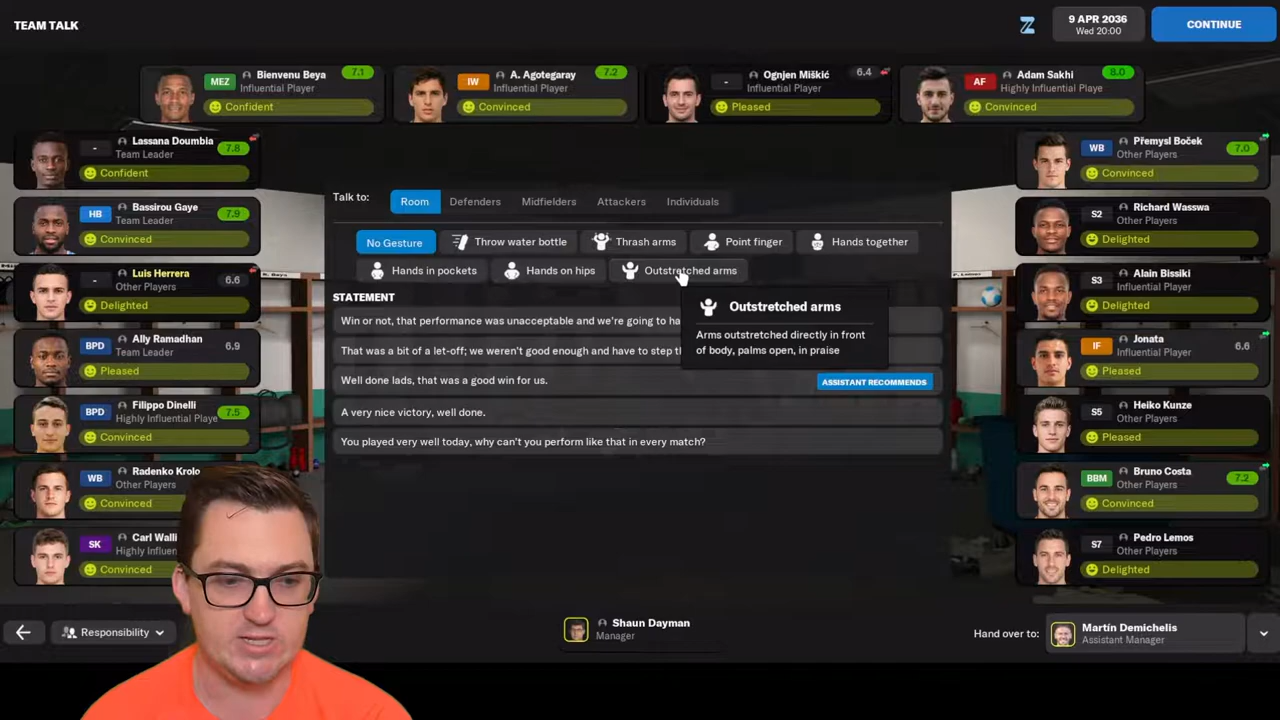 TEAM TALK
9 APR 2036
Wed 20:00
CONTINUE
MEZ
Bienvenu Beya
7.1
Influential Player
Confident
IW
A. Agotegaray
7.2
Influential Player
Convinced
-
Ognjen Miškić
6.4
Influential Player
Pleased
AF
Adam Sakhi
8.0
Highly Influential Playe
Convinced
-
Lassana Doumbia
Team Leader
7.8
Confident
HB
Bassirou Gaye
Team Leader
7.9
Convinced
-
Luis Herrera
Other Players
6.6
Delighted
BPD
Ally Ramadhan
Team Leader
6.9
Pleased
BPD
Filippo Dinelli
Highly Influential Playe
7.5
Convinced
WB
Radenko Krolo
Other Players
Convinced
SK
Carl Walli
Highly Influen
Convinced
Talk to:
Room
Defenders
Midfielders
Attackers
Individuals
No Gesture
Throw water bottle
Thrash arms
Point finger
Hands together
Hands in pockets
Hands on hips
Outstretched arms
STATEMENT
Win or not, that performance was unacceptable and we're going to ha
That was a bit of a let-off; we weren't good enough and have to step t
Well done lads, that was a good win for us.
ASSISTANT RECOMMENDS
A very nice victory, well done.
You played very well today, why can't you perform like that in every match?
Outstretched arms
Arms outstretched directly in front
of body, palms open, in praise
WB
Přemysl Boček
Other Players
7.0
Convinced
S2
Richard Wasswa
Other Players
Delighted
S3
Alain Bissiki
Influential Player
Delighted
IF
Jonata
Influential Player
6.6
Pleased
S5
Heiko Kunze
Other Players
Pleased
BBM
Bruno Costa
Other Players
7.2
Convinced
S7
Pedro Lemos
Other Players
Delighted
Responsibility
Shaun Dayman
Manager
Hand over to:
Martín Demichelis
Assistant Manager